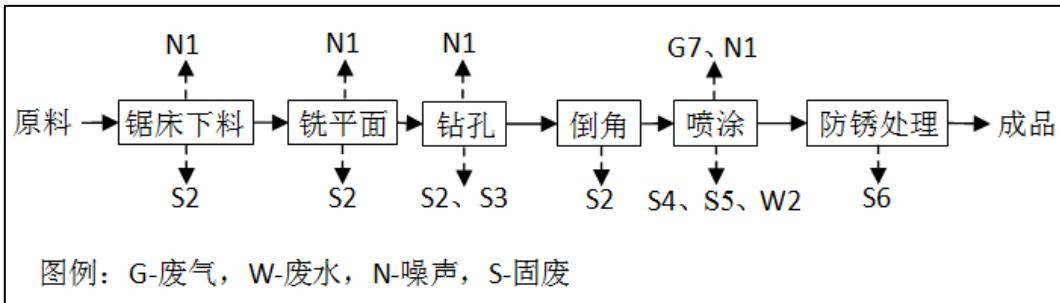 N1 N1 N1 G7、N1
原料 锯床下料 铣平面 钻孔 倒角 喷涂 防锈处理 成品
S2 S2 S2、S3 S2 S4、S5、W2 S6
图例：G-废气，W-废水，N-噪声，S-固废